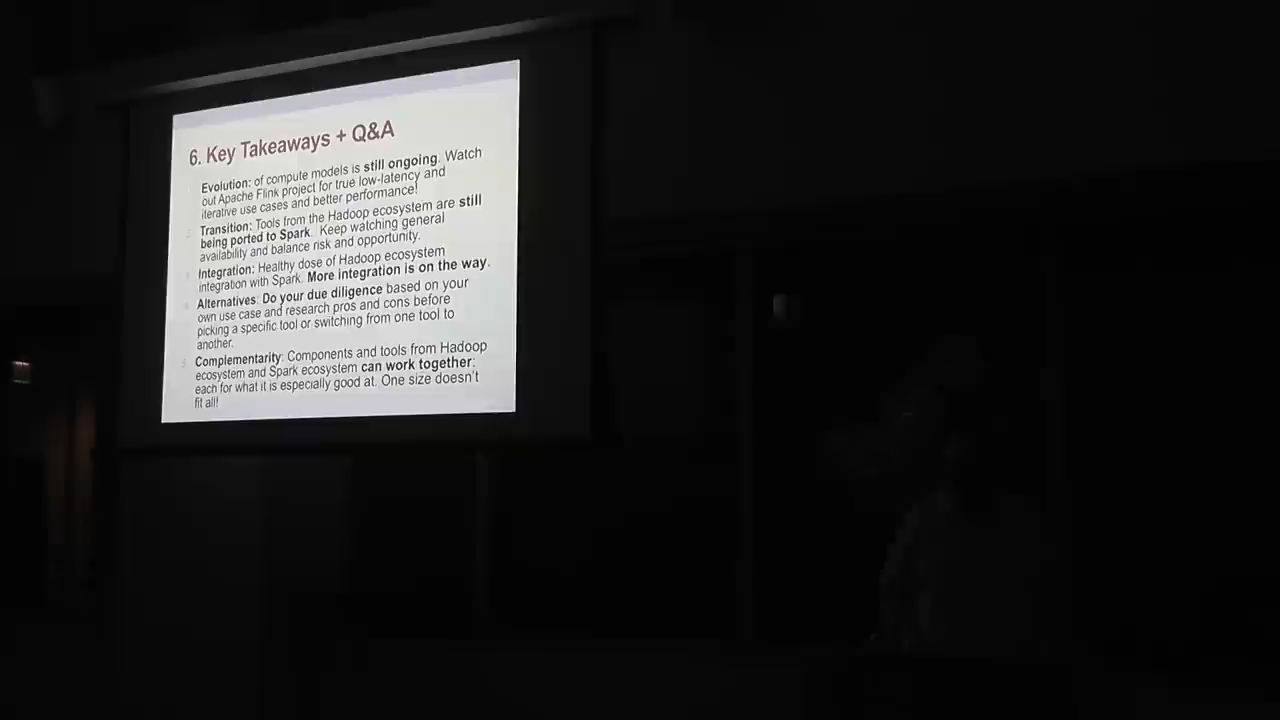 6. Key Takeaways + Q&A
1. Evolution: of compute models is still ongoing. Watch
out Apache Flink project for true low-latency and
iterative use cases and better performance!
2. Transition: Tools from the Hadoop ecosystem are still
being ported to Spark. Keep watching general
availability and balance risk and opportunity.
3. Integration: Healthy dose of Hadoop ecosystem
integration with Spark. More integration is on the way.
4. Alternatives: Do your due diligence based on your
own use case and research pros and cons before
picking a specific tool or switching from one tool to
another.
5. Complementarity: Components and tools from Hadoop
ecosystem and Spark ecosystem can work together:
each for what it is especially good at. One size doesn't
fit all!